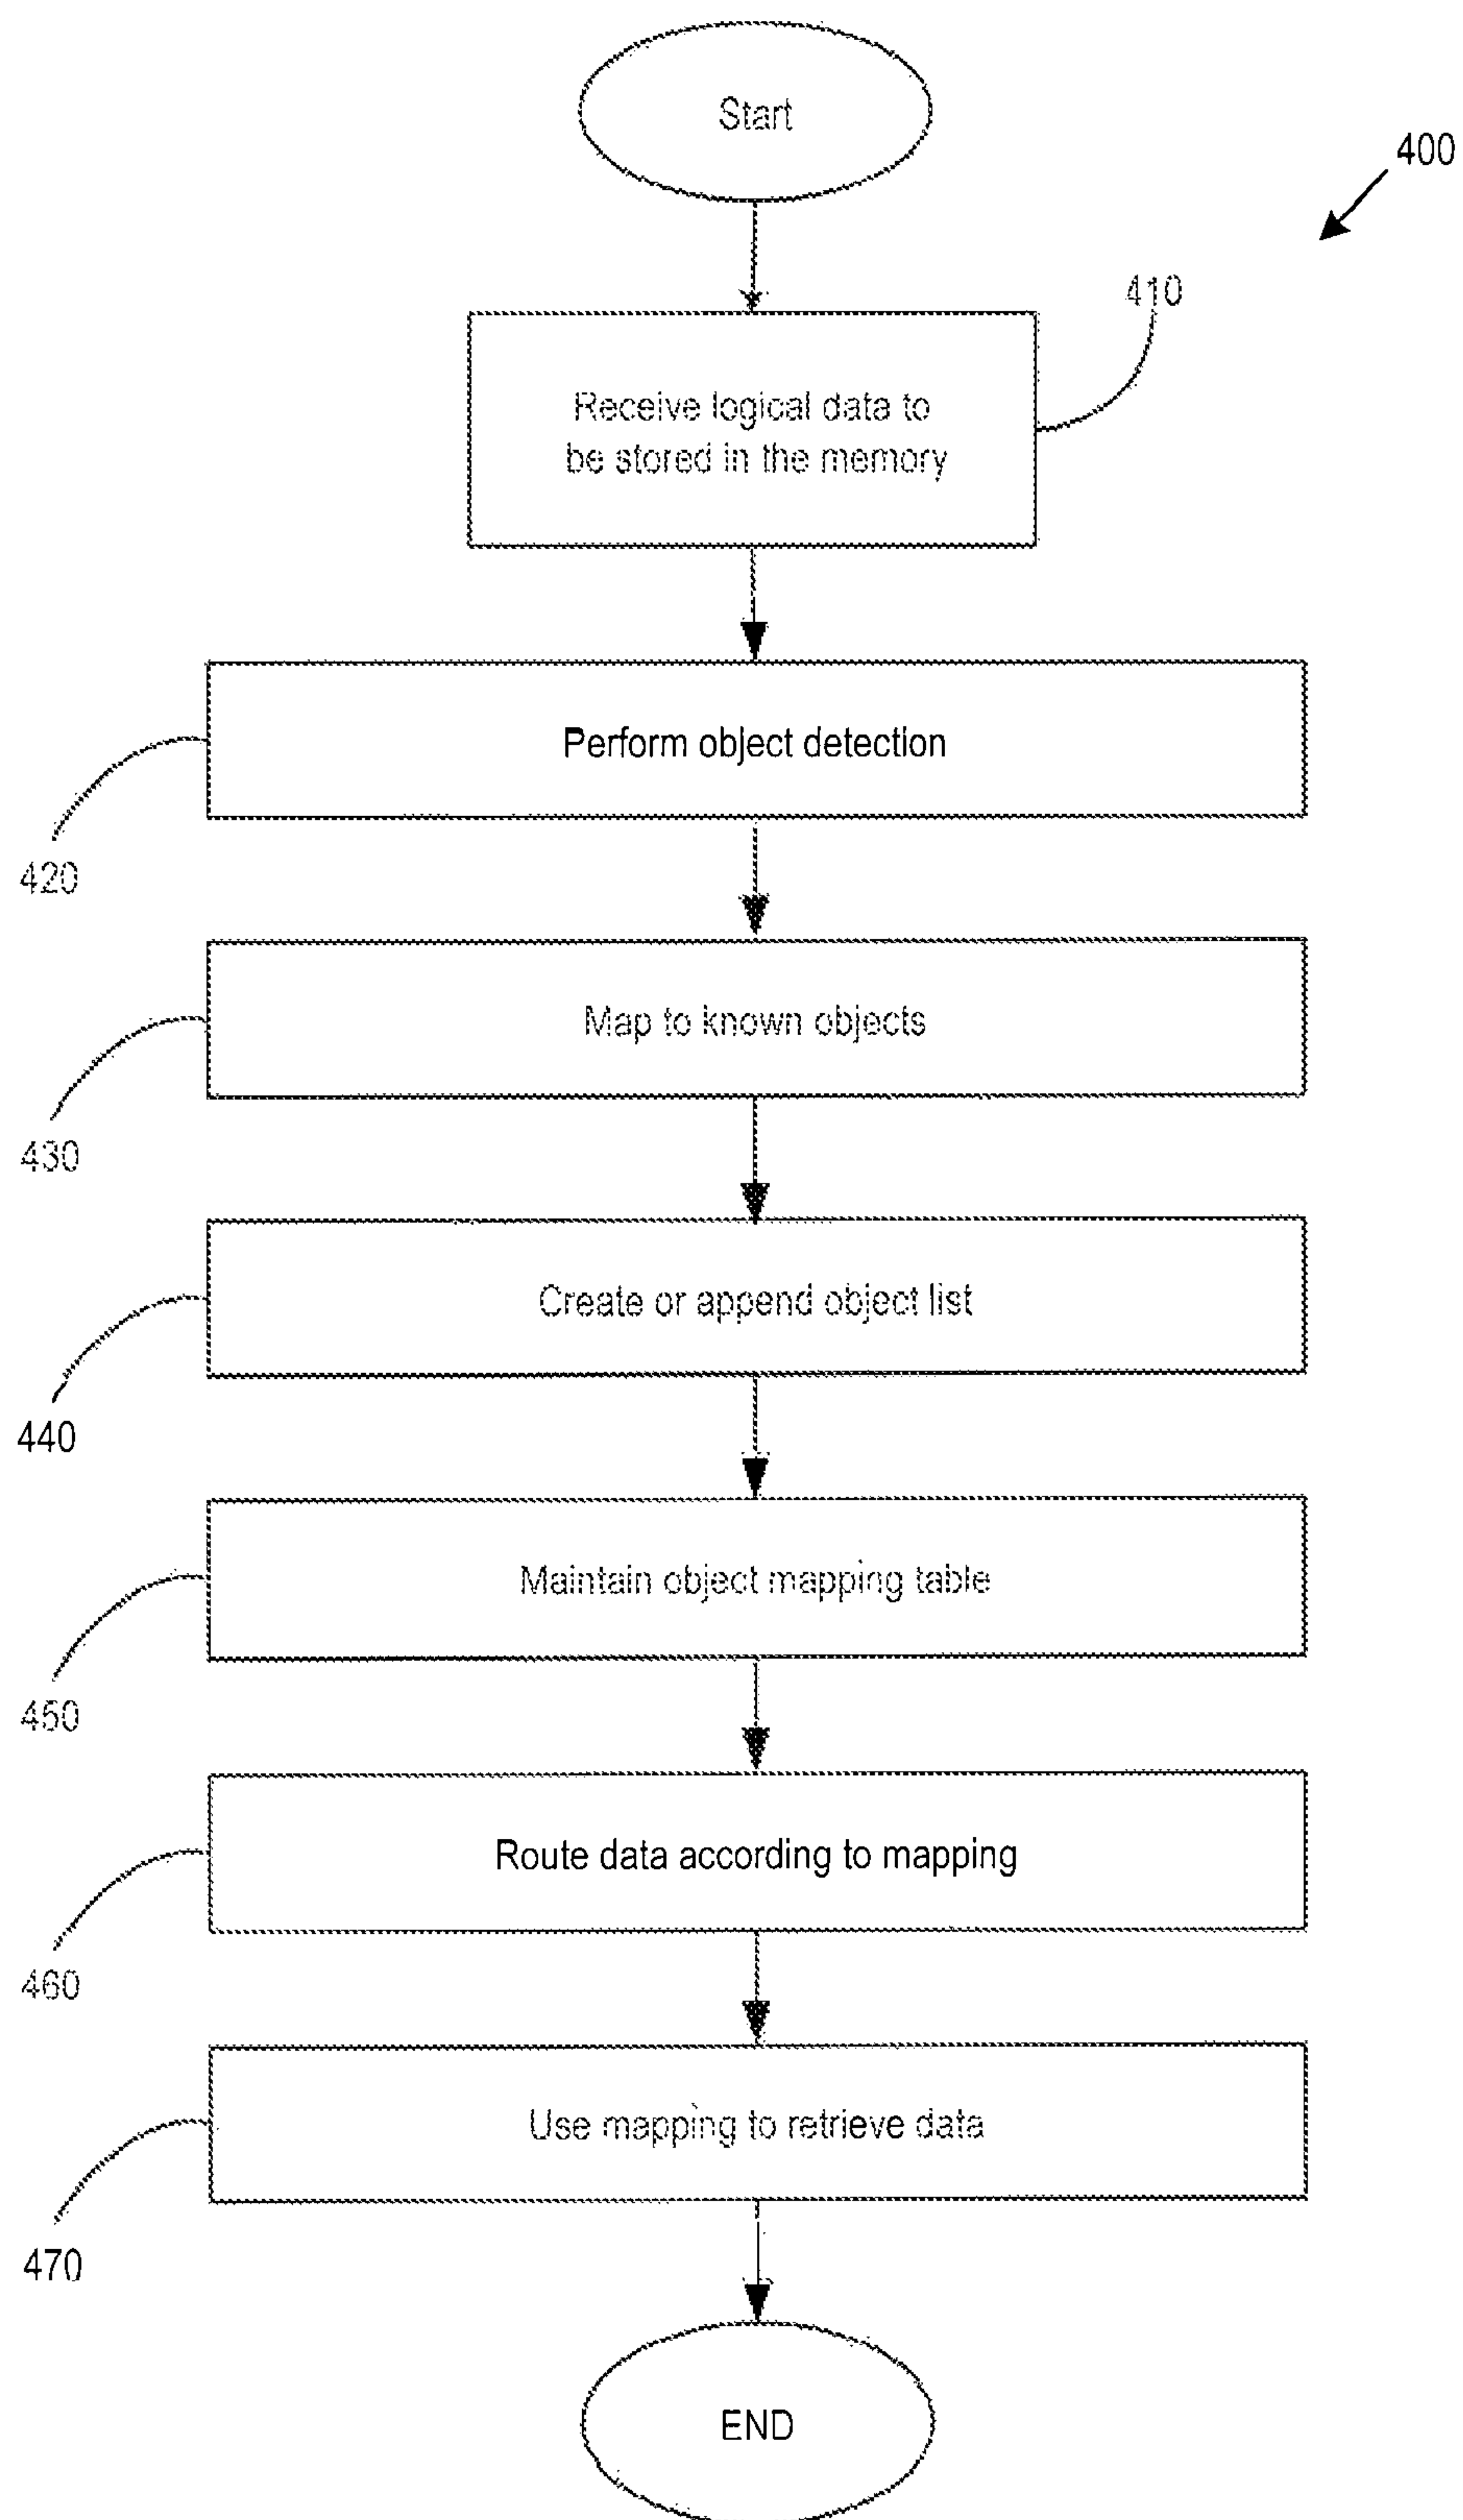 Start
400
410
Receive logical data to
be stored in the memory
Perform object detection
420
Map to known objects
430
Create or append object list
440
Maintain object mapping table
450
Route data according to mapping
460
Use mapping to retrieve data
470
END